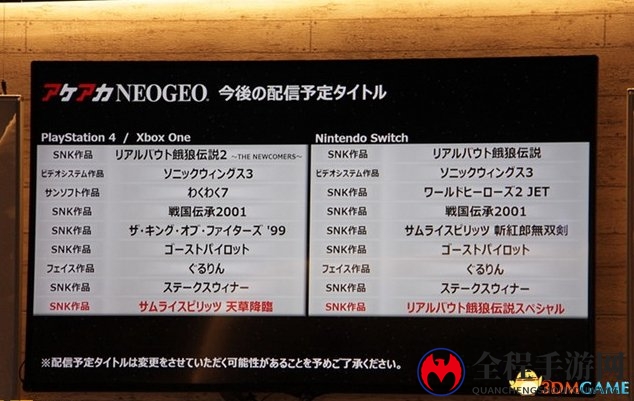 アケアカNEOGEO 今後の配信予定タイトル
PlayStation 4 / Xbox One
SNK作品 リアルバウト餓狼伝説2 ～THE NEWCOMERS～
ビデオシステム作品 ソニックウィングス3
サンソフト作品 わくわく7
SNK作品 戦国伝承2001
SNK作品 ザ・キング・オブ・ファイターズ '99
SNK作品 ゴーストパイロット
フェイス作品 ぐるりん
SNK作品 ステークスウィナー
SNK作品 サムライスピリッツ 天草降臨
Nintendo Switch
SNK作品 リアルバウト餓狼伝説
ビデオシステム作品 ソニックウィングス3
SNK作品 ワールドヒーローズ2 JET
SNK作品 戦国伝承2001
SNK作品 サムライスピリッツ 斬紅郎無双剣
SNK作品 ゴーストパイロット
フェイス作品 ぐるりん
SNK作品 ステークスウィナー
SNK作品 リアルバウト餓狼伝説スペシャル
※配信予定タイトルは変更をさせていただく可能性があることを予めご了承ください。
全程手游网
3DMGAME